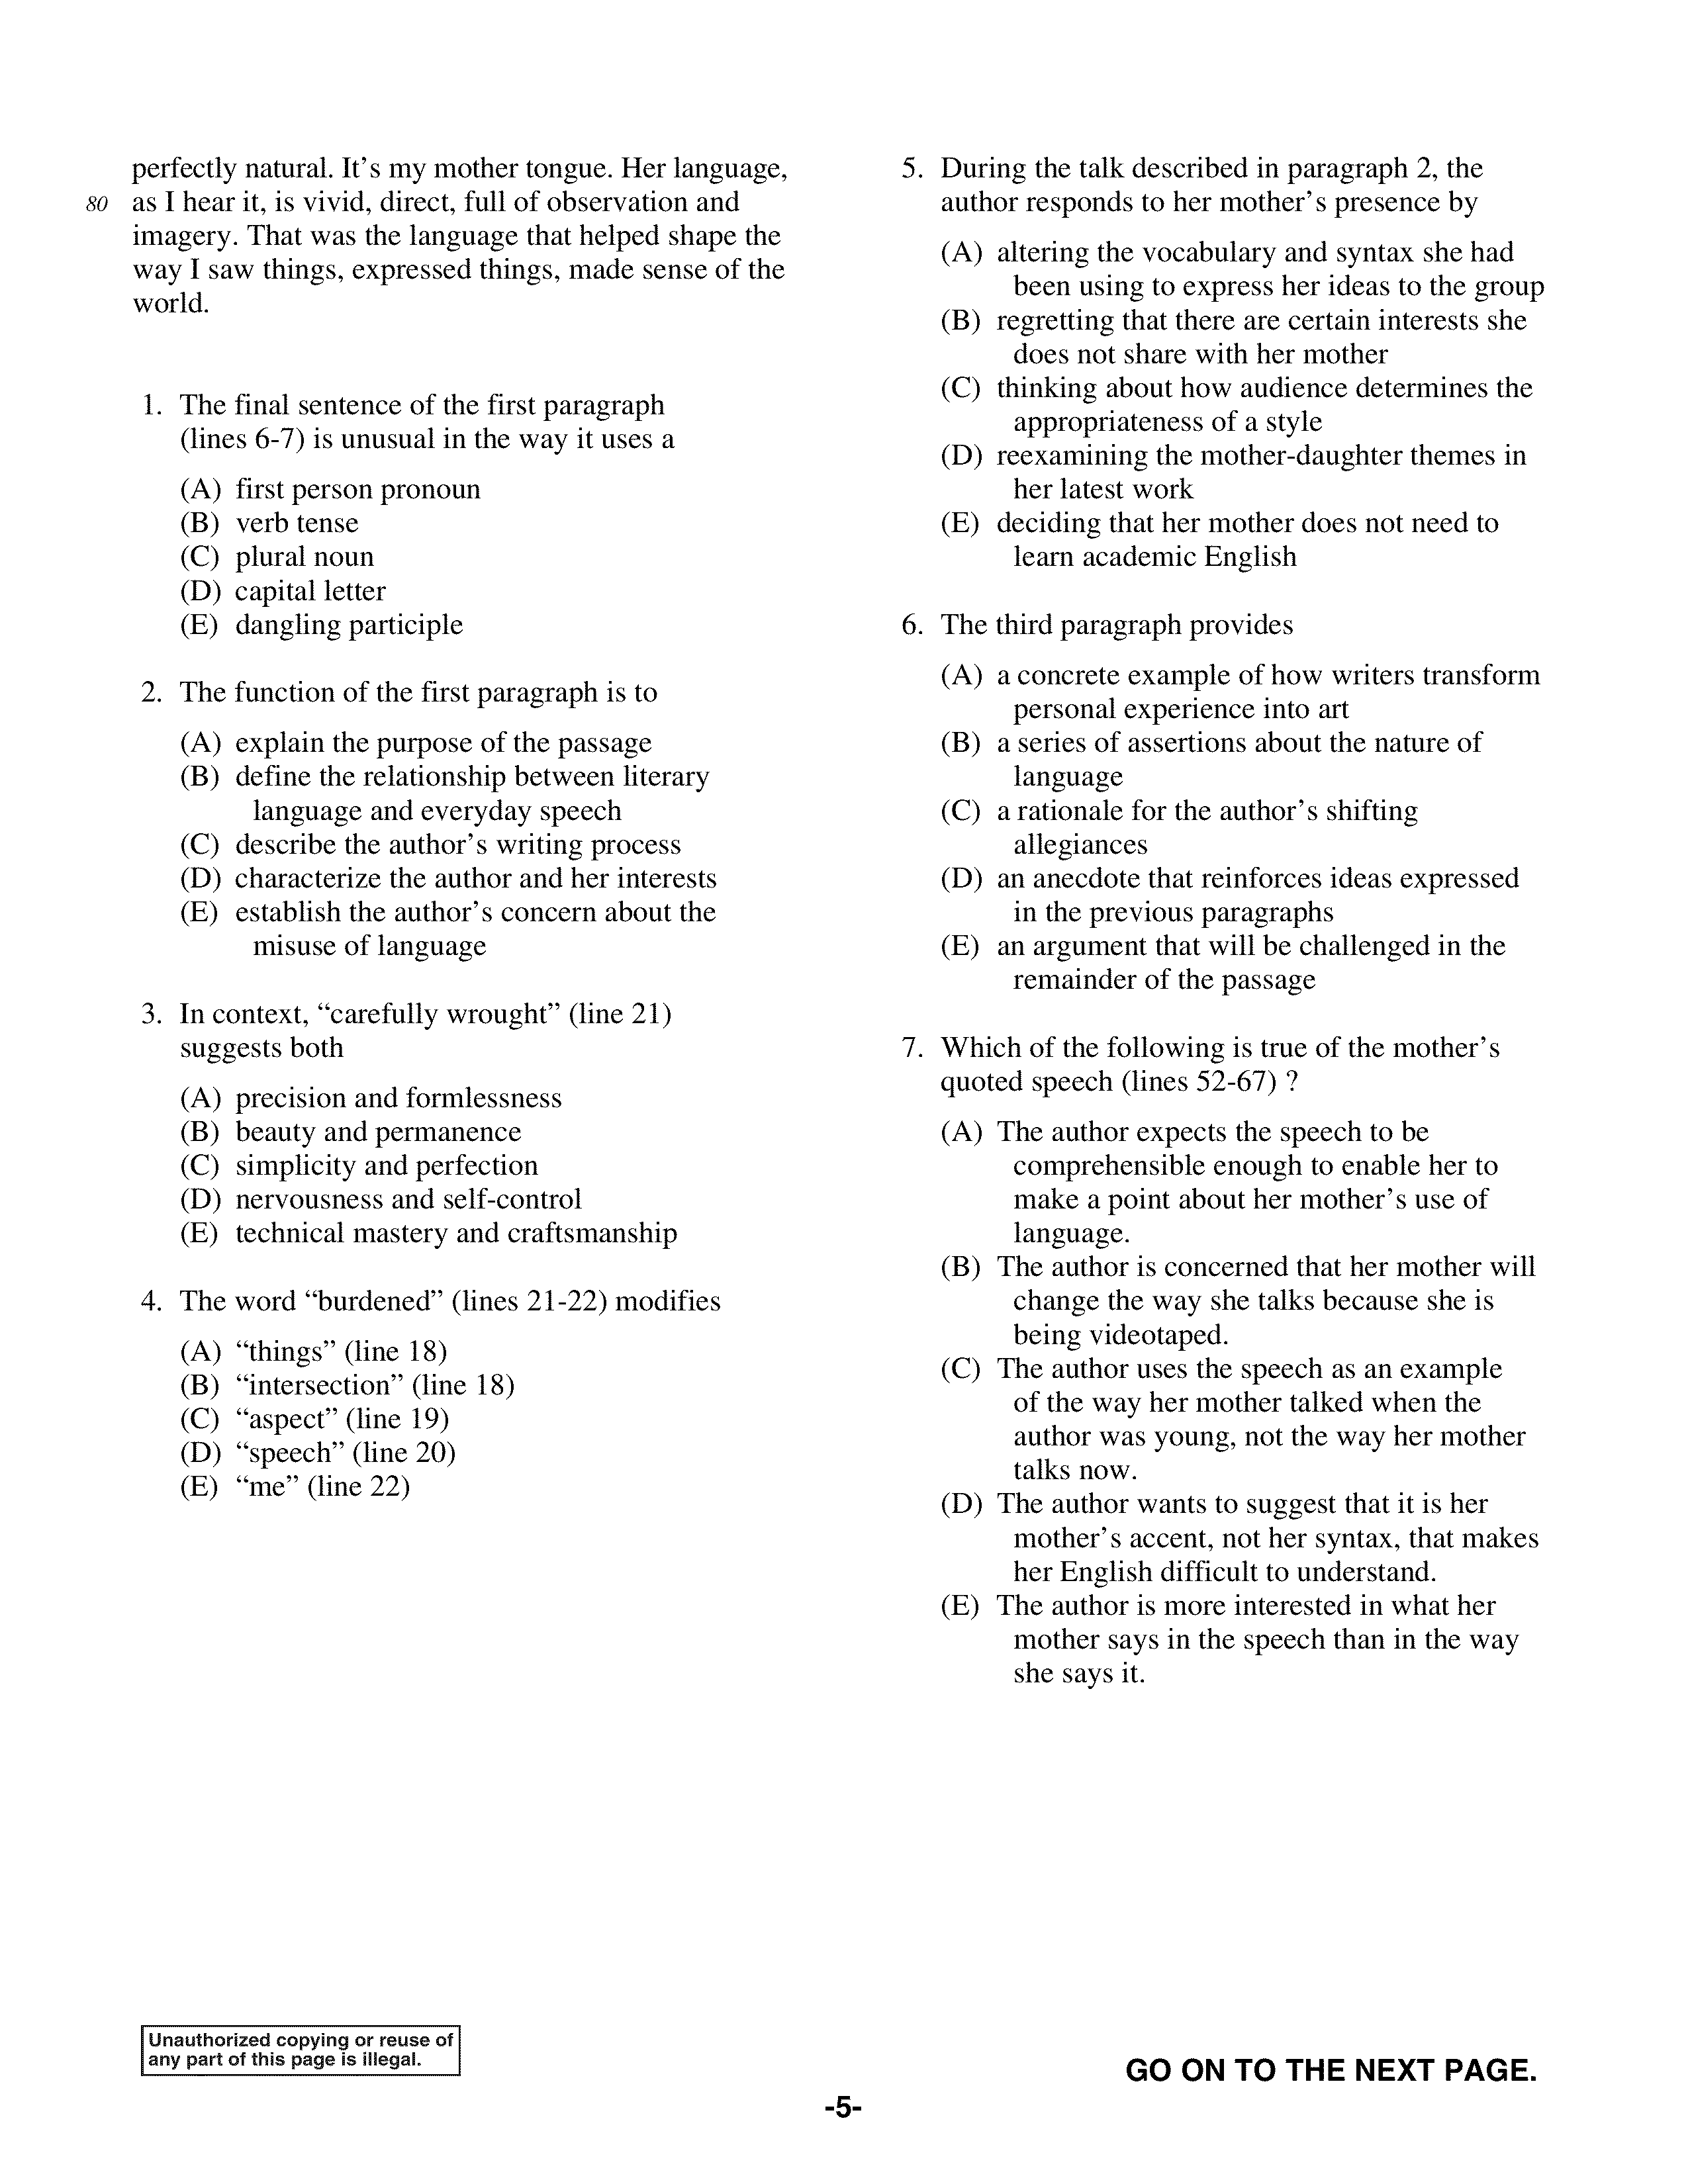 perfectly natural. It’s my mother tongue. Her language,
80 as I hear it, is vivid, direct, full of observation and
imagery. That was the language that helped shape the
way I saw things, expressed things, made sense of the
world.
1. The final sentence of the first paragraph
(lines 6-7) is unusual in the way it uses a
(A) first person pronoun
(B) verb tense
(C) plural noun
(D) capital letter
(E) dangling participle
2. The function of the first paragraph is to
(A) explain the purpose of the passage
(B) define the relationship between literary
language and everyday speech
(C) describe the author’s writing process
(D) characterize the author and her interests
(E) establish the author’s concern about the
misuse of language
3. In context, “carefully wrought” (line 21)
suggests both
(A) precision and formlessness
(B) beauty and permanence
(C) simplicity and perfection
(D) nervousness and self-control
(E) technical mastery and craftsmanship
4. The word “burdened” (lines 21-22) modifies
(A) “things” (line 18)
(B) “intersection” (line 18)
(C) “aspect” (line 19)
(D) “speech” (line 20)
(E) “me” (line 22)
5. During the talk described in paragraph 2, the
author responds to her mother’s presence by
(A) altering the vocabulary and syntax she had
been using to express her ideas to the group
(B) regretting that there are certain interests she
does not share with her mother
(C) thinking about how audience determines the
appropriateness of a style
(D) reexamining the mother-daughter themes in
her latest work
(E) deciding that her mother does not need to
learn academic English
6. The third paragraph provides
(A) a concrete example of how writers transform
personal experience into art
(B) a series of assertions about the nature of
language
(C) a rationale for the author’s shifting
allegiances
(D) an anecdote that reinforces ideas expressed
in the previous paragraphs
(E) an argument that will be challenged in the
remainder of the passage
7. Which of the following is true of the mother’s
quoted speech (lines 52-67) ?
(A) The author expects the speech to be
comprehensible enough to enable her to
make a point about her mother’s use of
language.
(B) The author is concerned that her mother will
change the way she talks because she is
being videotaped.
(C) The author uses the speech as an example
of the way her mother talked when the
author was young, not the way her mother
talks now.
(D) The author wants to suggest that it is her
mother’s accent, not her syntax, that makes
her English difficult to understand.
(E) The author is more interested in what her
mother says in the speech than in the way
she says it.
Unauthorized copying or reuse of
any part of this page is illegal.
GO ON TO THE NEXT PAGE.
-5-